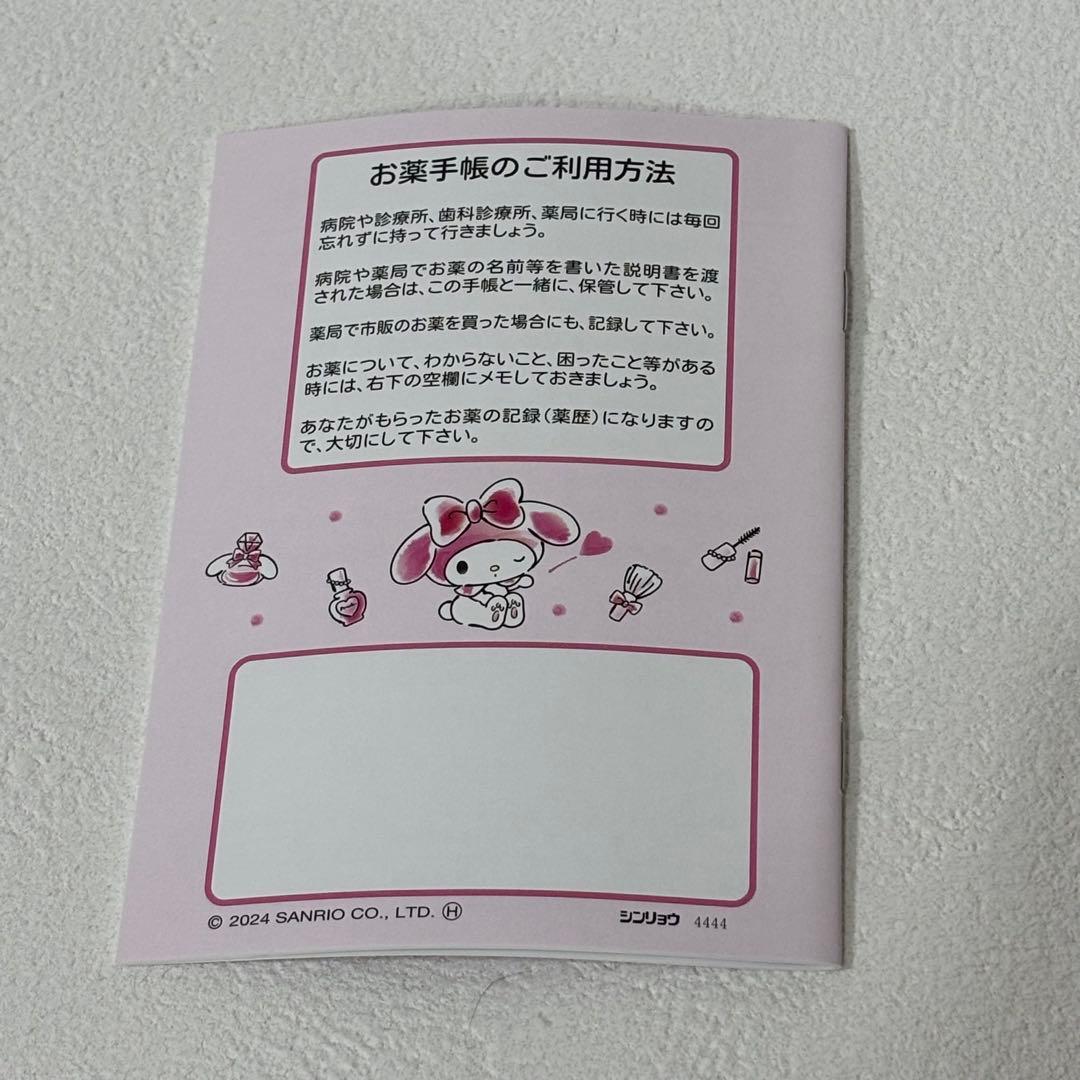 お薬手帳のご利用方法
病院や診療所、歯科診療所、薬局に行く時には毎回
忘れずに持って行きましょう。
病院や薬局でお薬の名前等を書いた説明書を渡
された場合は、この手帳と一緒に、保管して下さい。
薬局で市販のお薬を買った場合にも、記録して下さい。
お薬について、わからないこと、困ったこと等がある
時には、右下の空欄にメモしておきましょう。
あなたがもらったお薬の記録(薬歴)になりますの
で、大切にして下さい。
© 2024 SANRIO CO., LTD. Ⓗ
シンリョウ 4444